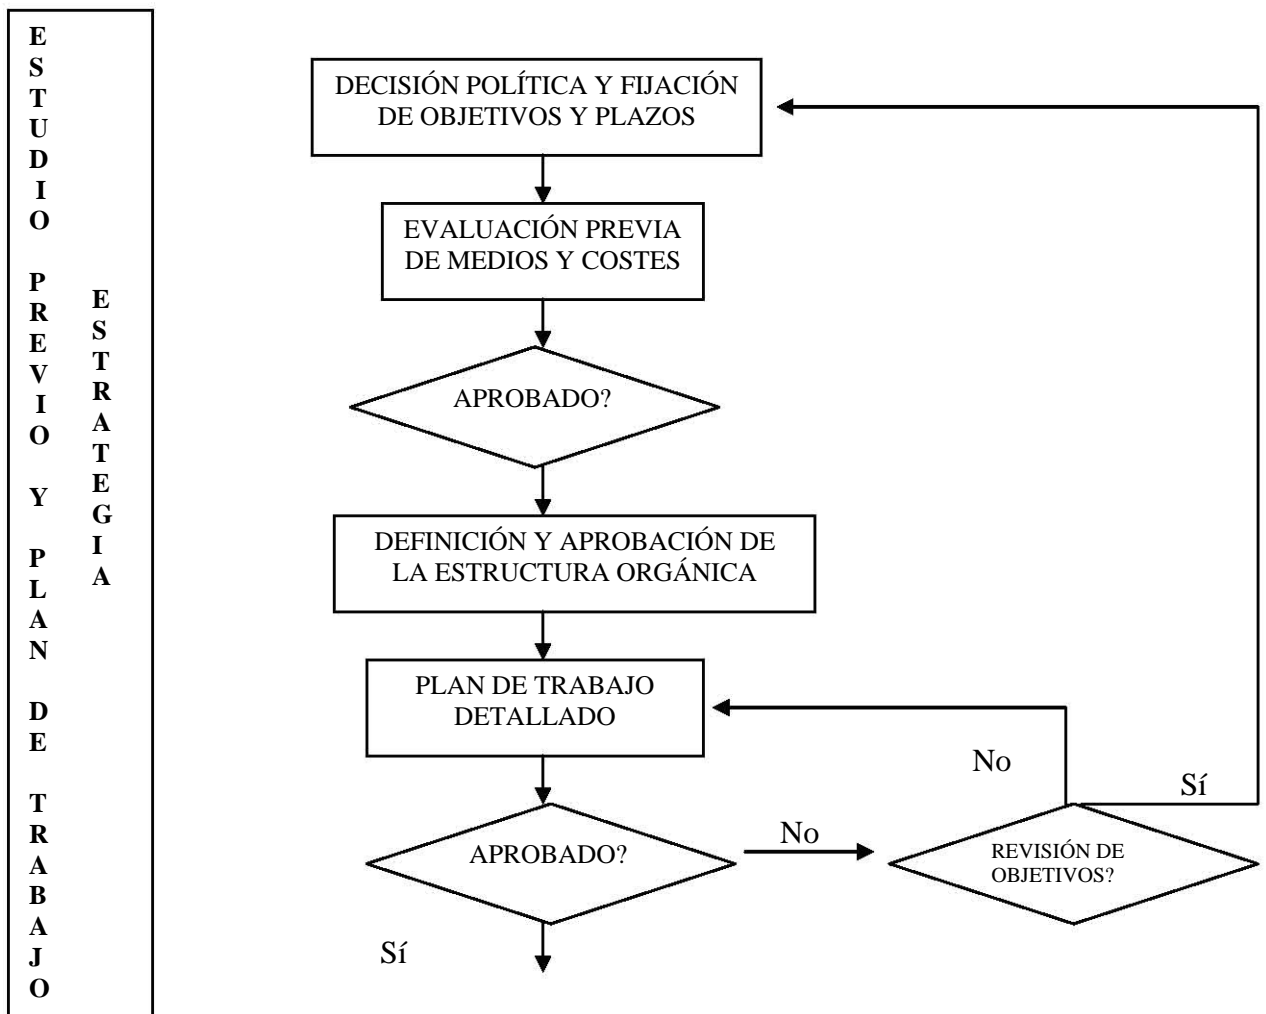 ESTUDIO PREVIO Y PLAN DE TRABAJO
ESTRATEGIA
DECISIÓN POLÍTICA Y FIJACIÓN
DE OBJETIVOS Y PLAZOS
EVALUACIÓN PREVIA
DE MEDIOS Y COSTES
APROBADO?
DEFINICIÓN Y APROBACIÓN DE
LA ESTRUCTURA ORGÁNICA
PLAN DE TRABAJO
DETALLADO
No
Sí
APROBADO?
No
REVISIÓN DE
OBJETIVOS?
Sí